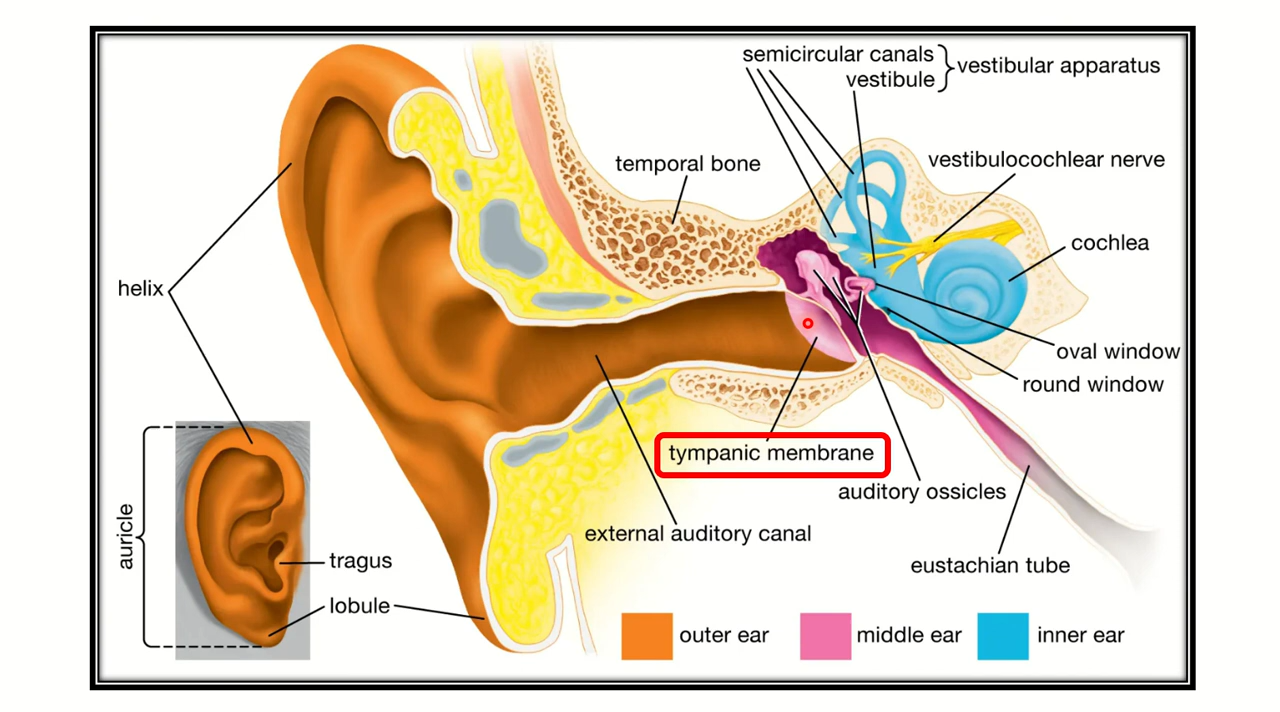 semicircular canals
vestibule
vestibular apparatus
temporal bone
vestibulocochlear nerve
cochlea
helix
oval window
round window
tympanic membrane
auditory ossicles
external auditory canal
eustachian tube
auricle
tragus
lobule
outer ear
middle ear
inner ear